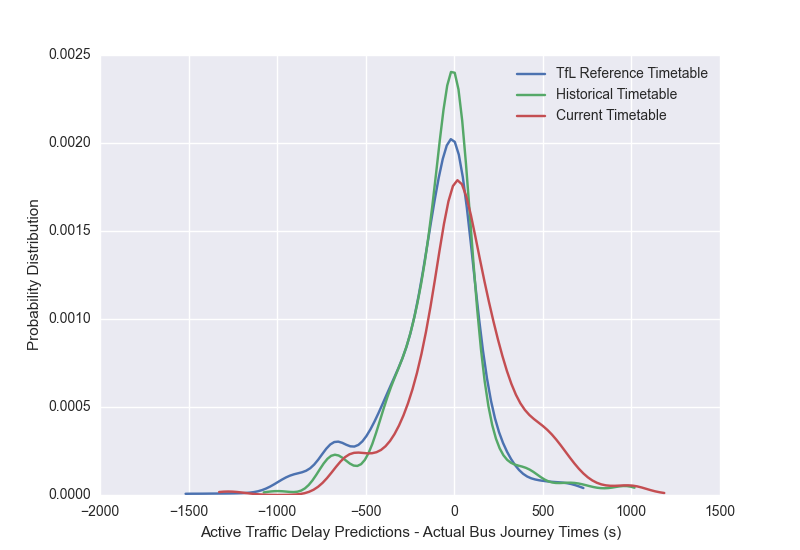 0.0025
0.0020
0.0015
0.0010
0.0005
0.0000
Probability Distribution
TfL Reference Timetable
Historical Timetable
Current Timetable
−2000 −1500 −1000 −500 0 500 1000 1500
Active Traffic Delay Predictions - Actual Bus Journey Times (s)